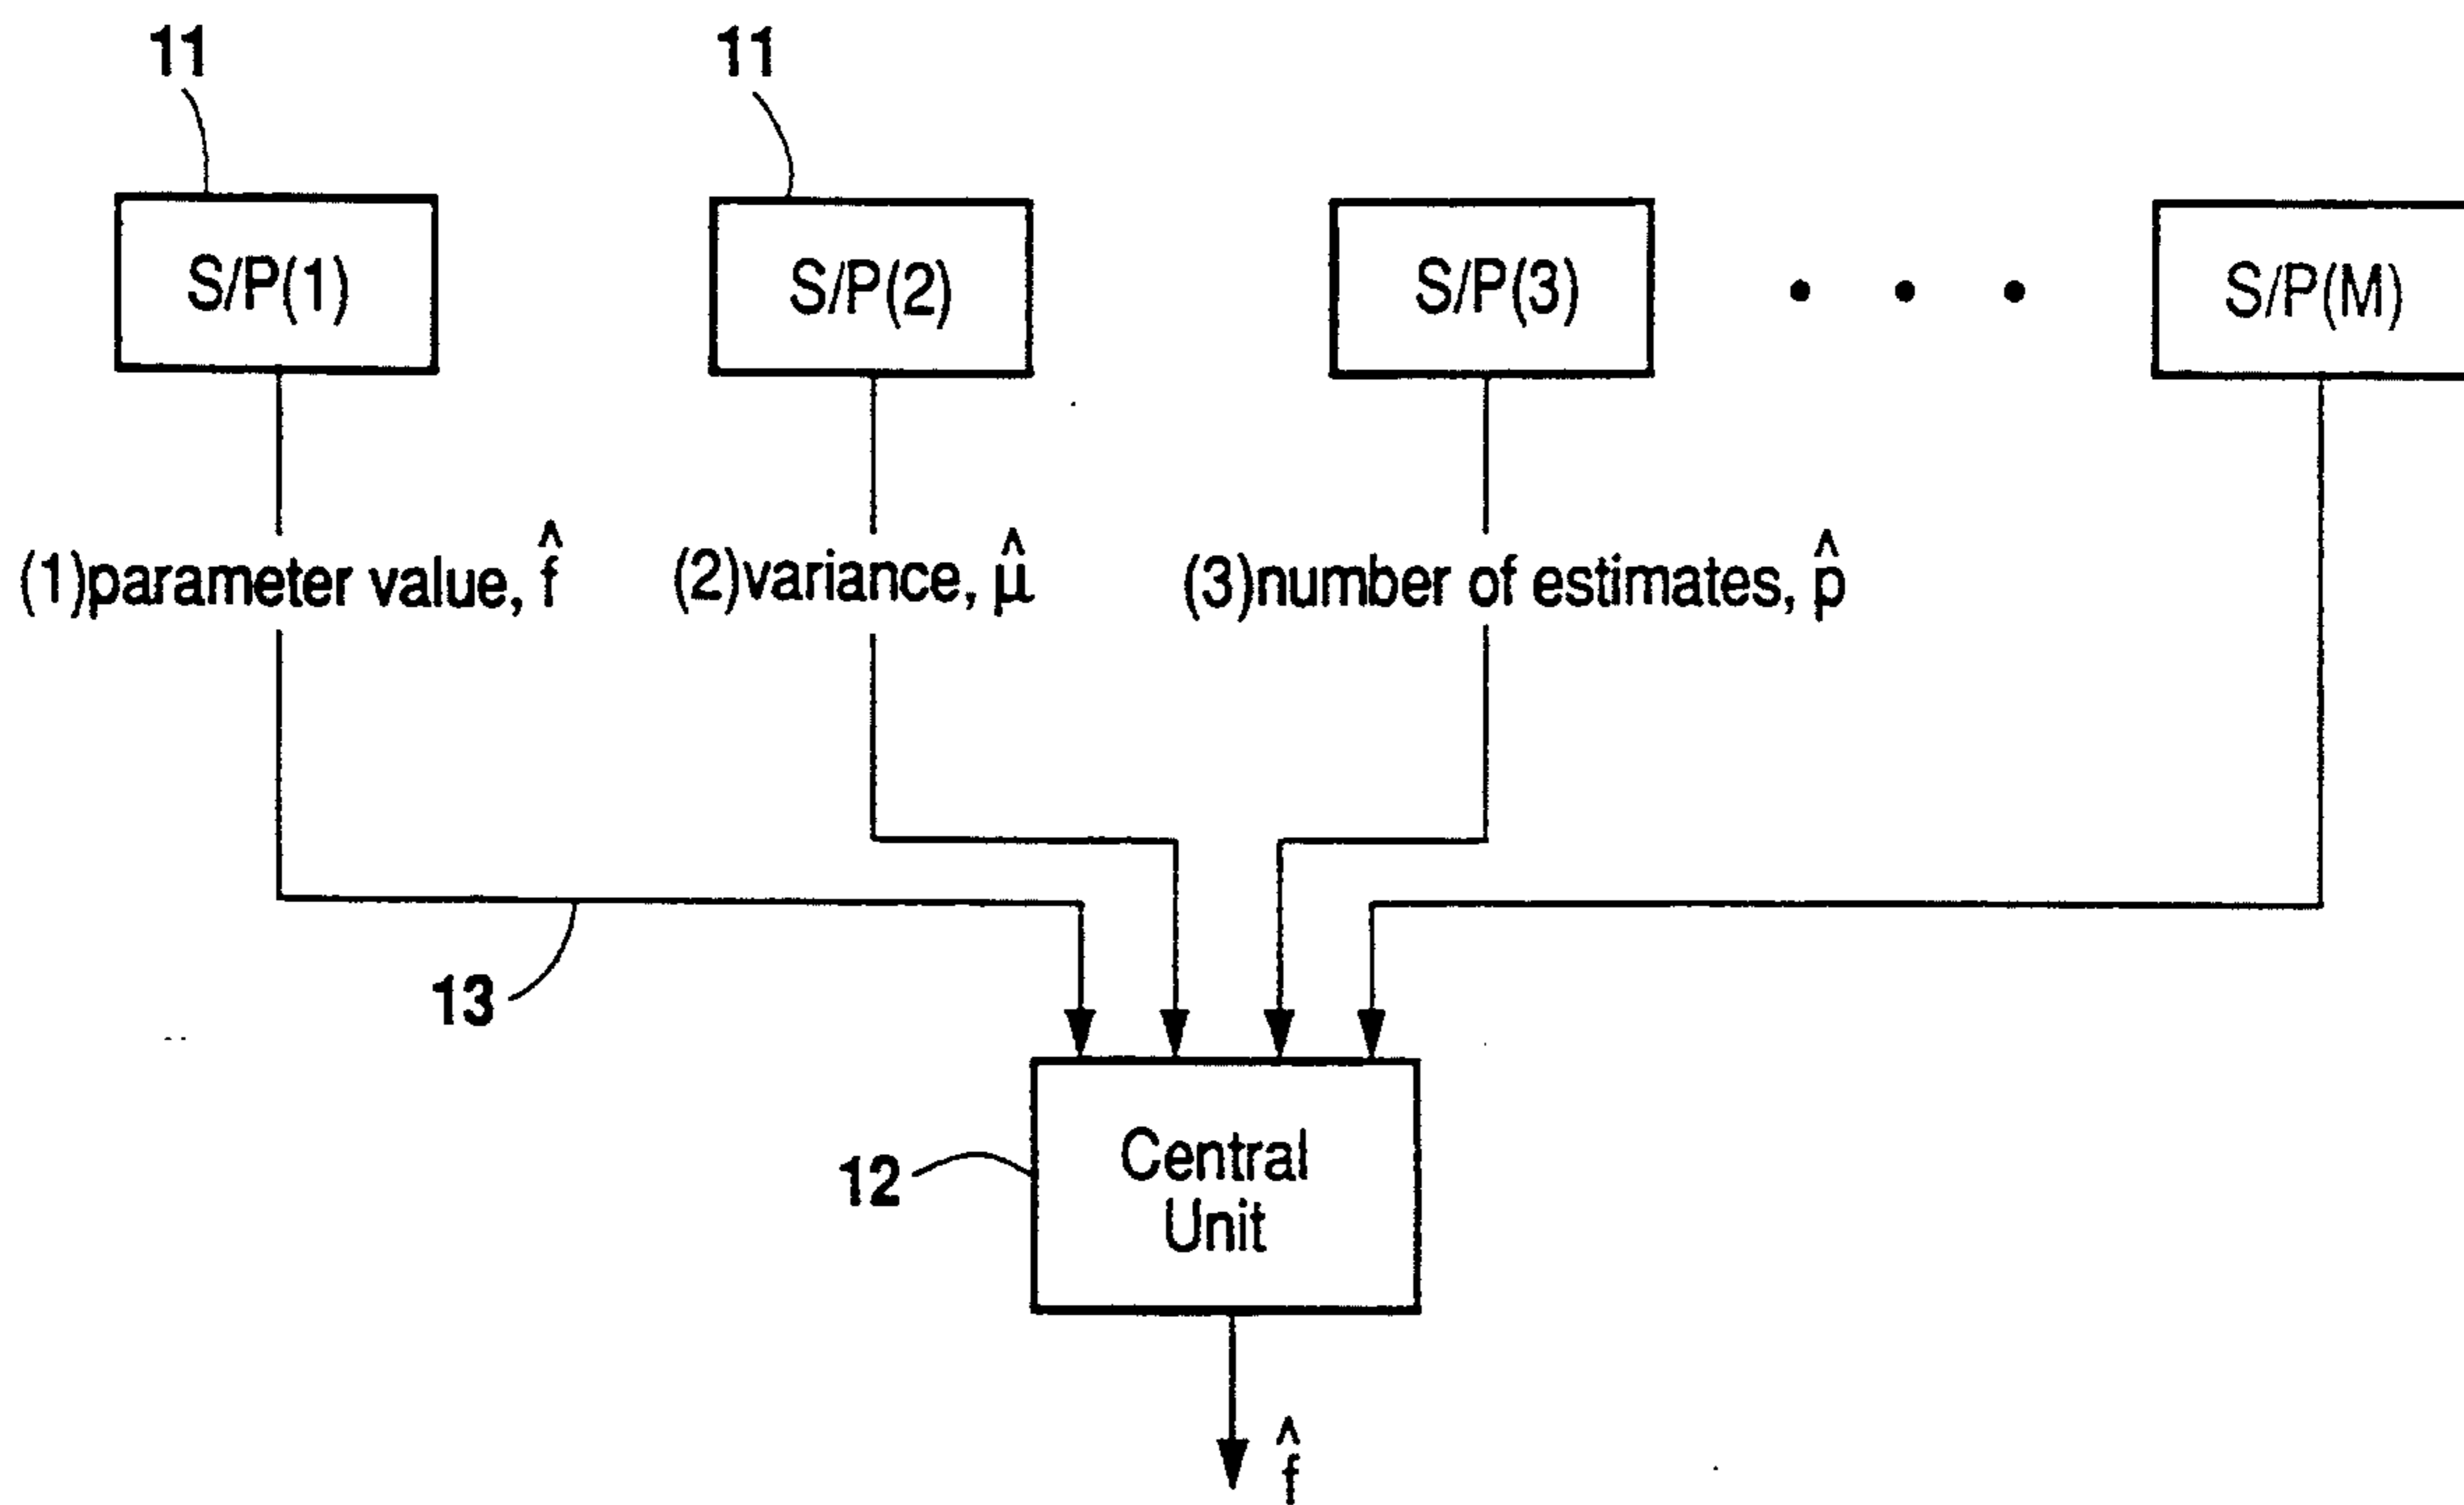 11
11
S/P(1)
S/P(2)
S/P(3)
• • •
S/P(M)
(1)parameter value, f̂
(2)variance, μ̂
(3)number of estimates, p̂
13
12
Central
Unit
f̂